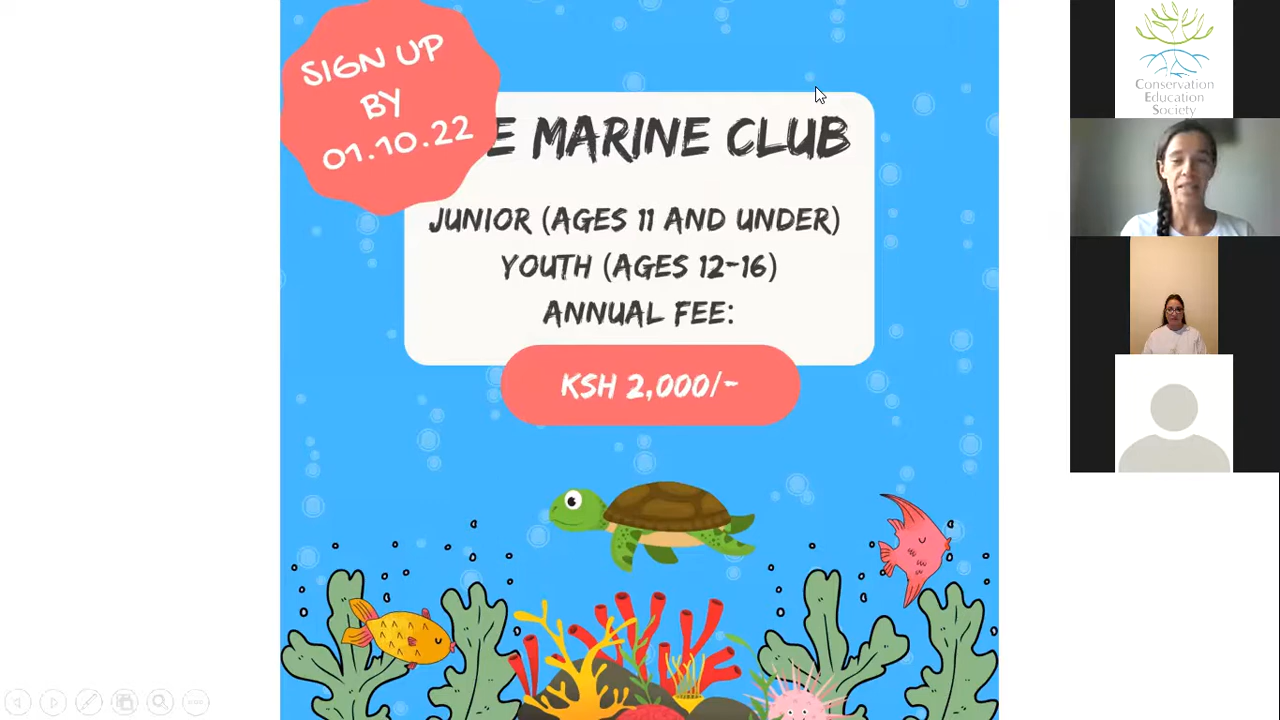 SIGN UP
BY
01.10.22
MARINE CLUB
JUNIOR (AGES 11 AND UNDER)
YOUTH (AGES 12-16)
ANNUAL FEE:
KSH 2,000/-
Conservation
Education
Society